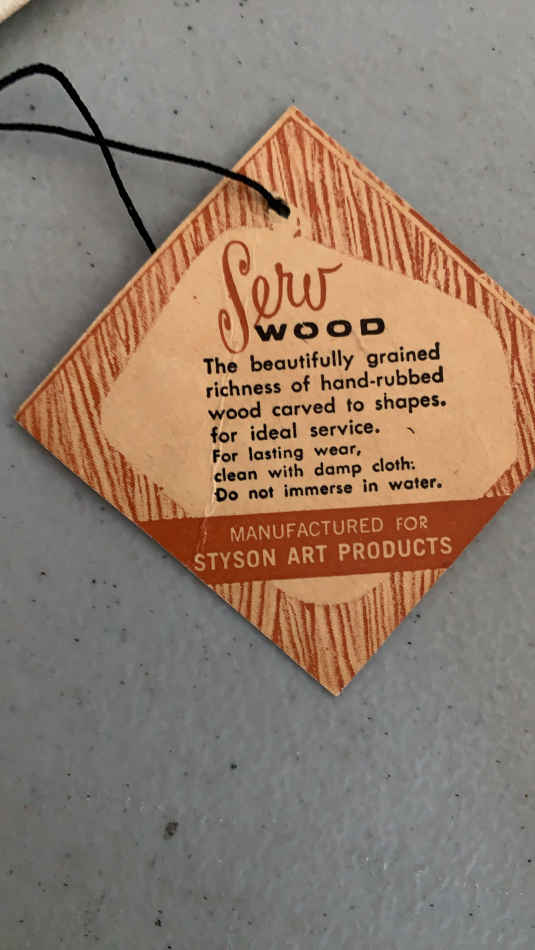 Serv
WOOD
The beautifully grained
richness of hand-rubbed
wood carved to shapes.
for ideal service.
For lasting wear,
clean with damp cloth.
Do not immerse in water.
MANUFACTURED FOR
STYSON ART PRODUCTS